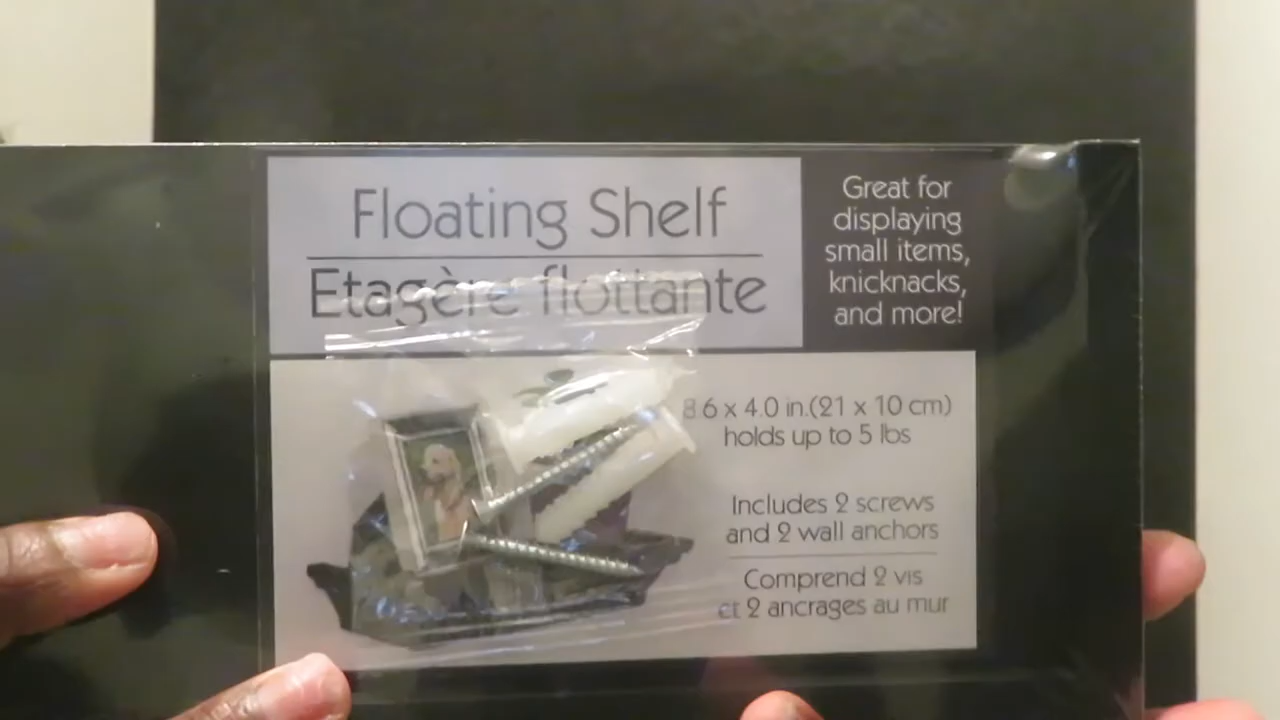 Floating Shelf
Etagère flottante
Great for
displaying
small items,
knicknacks,
and more!
8.6 x 4.0 in.(21 x 10 cm)
holds up to 5 lbs
Includes 2 screws
and 2 wall anchors
Comprend 2 vis
et 2 ancrages au mur